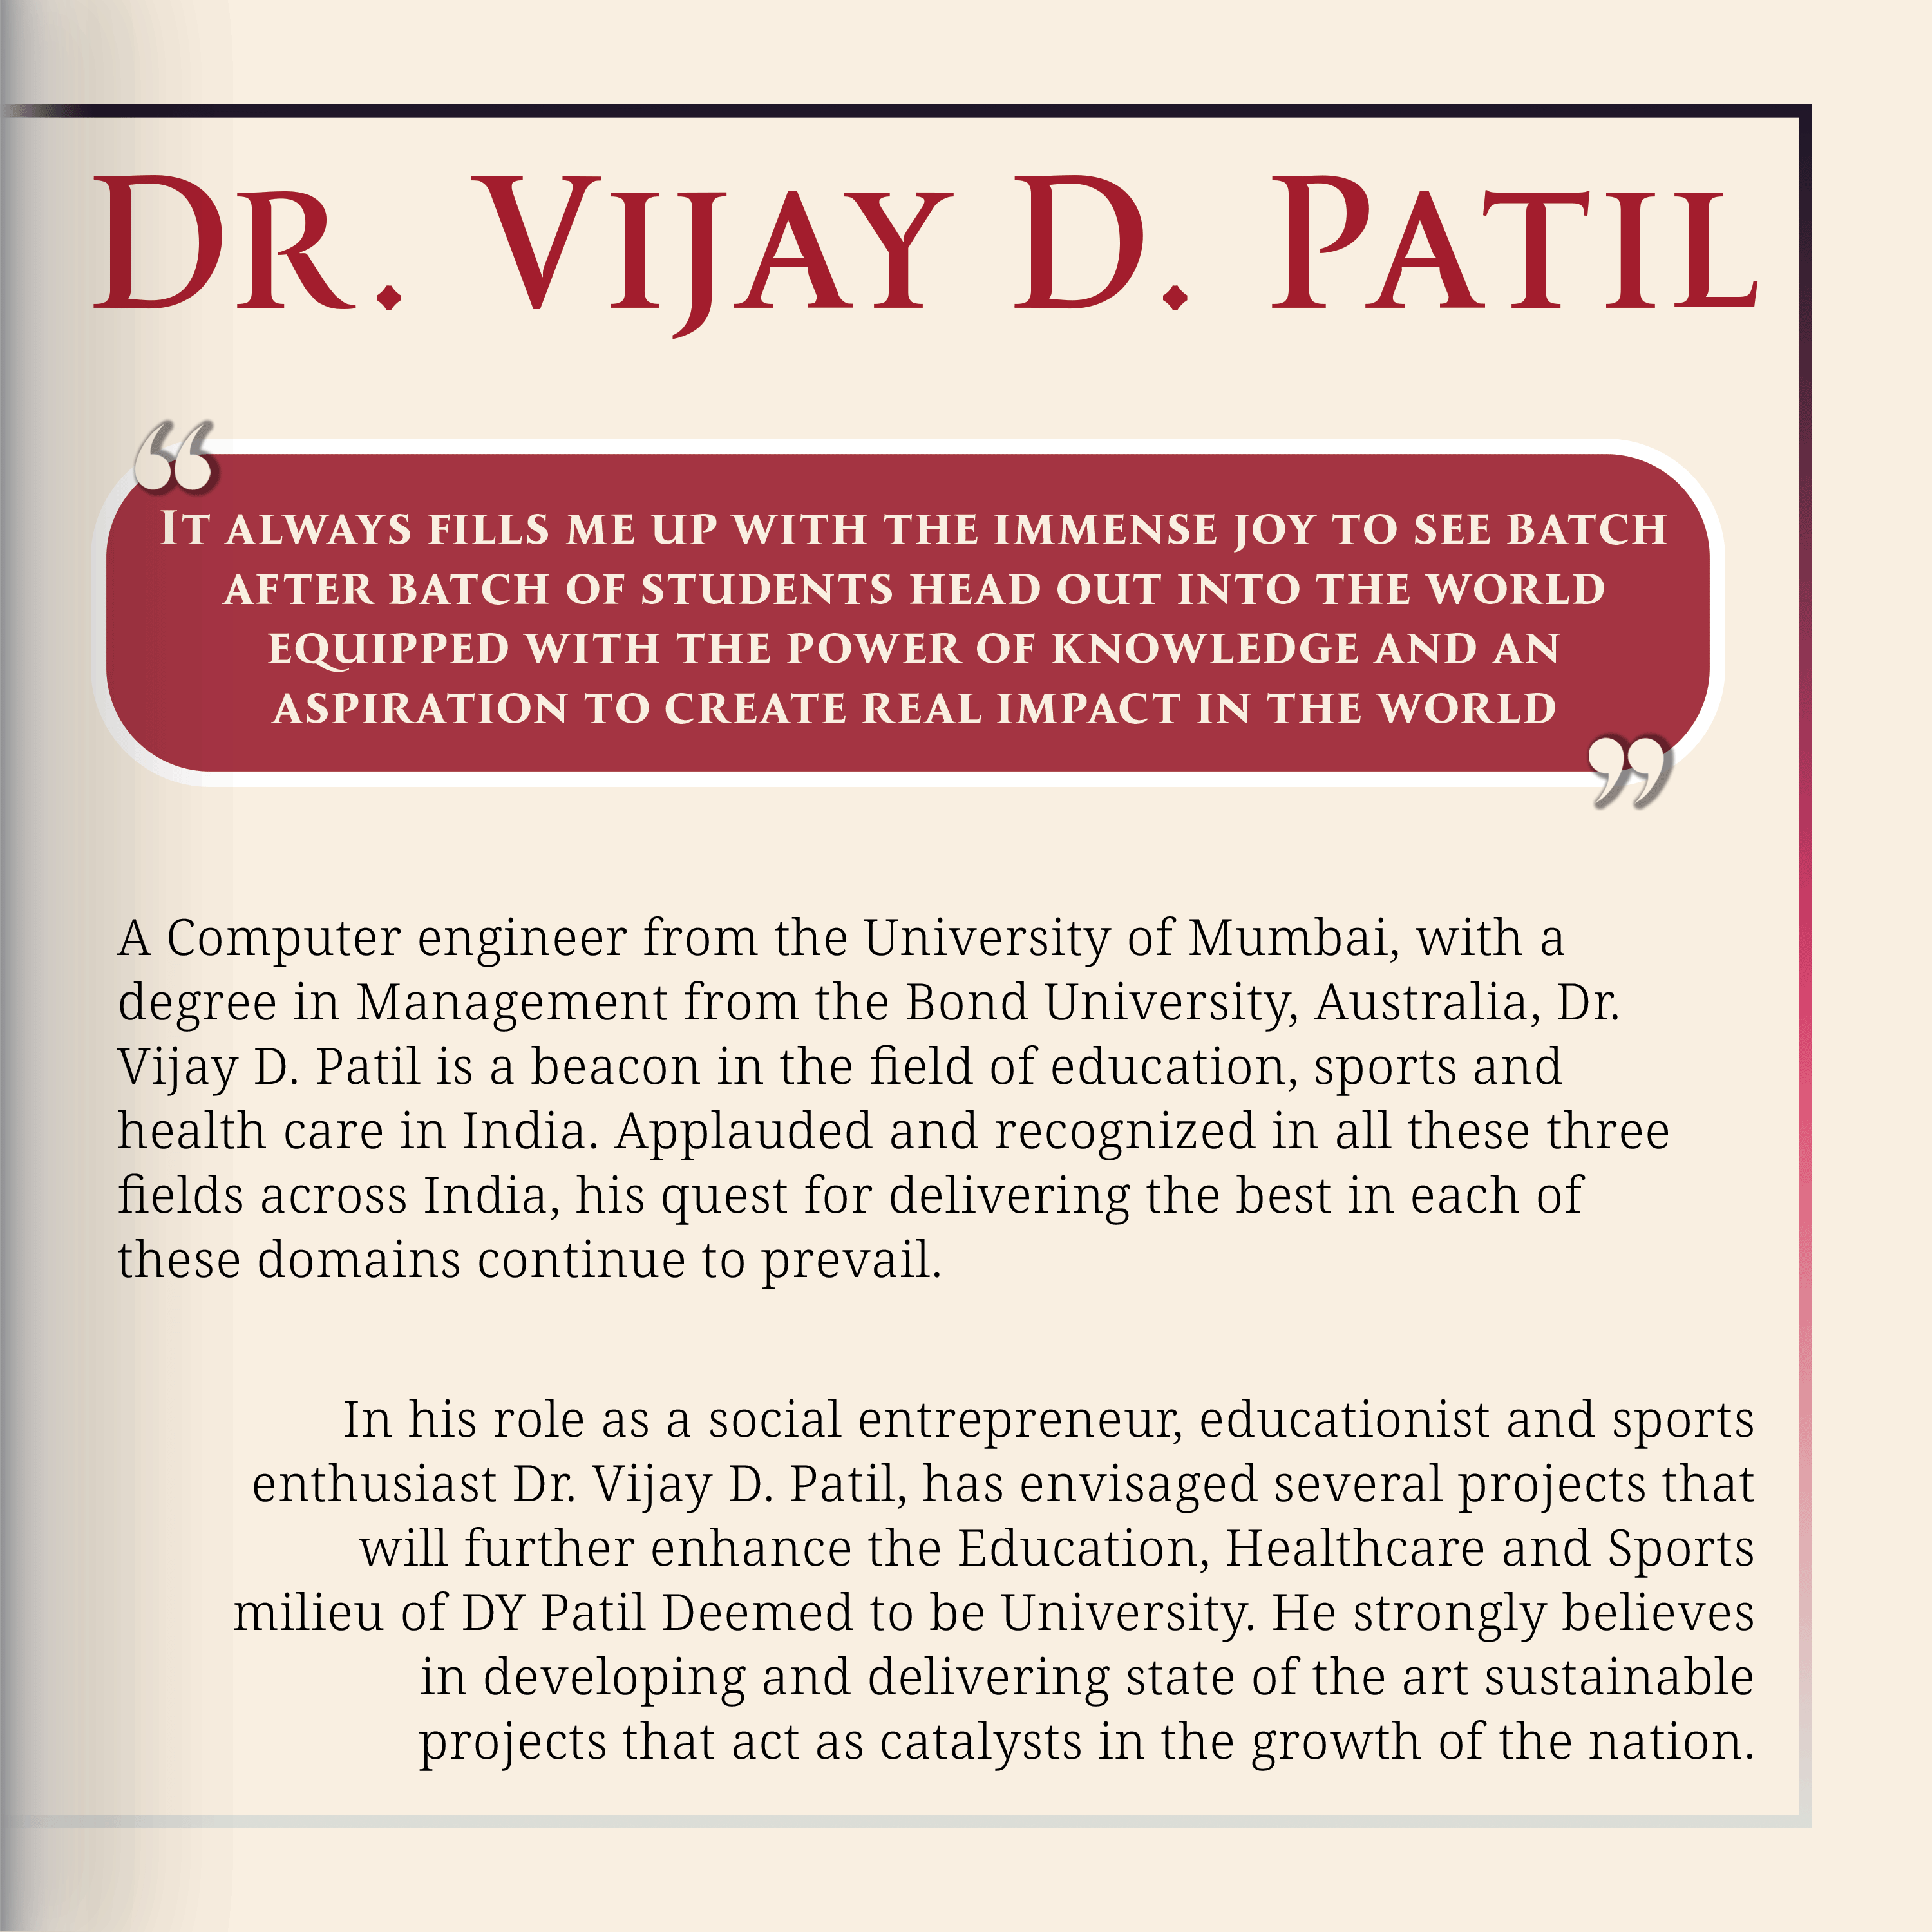 Dr. Vijay D. Patil
“
It always fills me up with the immense joy to see batch
after batch of students head out into the world
equipped with the power of knowledge and an
aspiration to create real impact in the world
”
A Computer engineer from the University of Mumbai, with a
degree in Management from the Bond University, Australia, Dr.
Vijay D. Patil is a beacon in the field of education, sports and
health care in India. Applauded and recognized in all these three
fields across India, his quest for delivering the best in each of
these domains continue to prevail.
In his role as a social entrepreneur, educationist and sports
enthusiast Dr. Vijay D. Patil, has envisaged several projects that
will further enhance the Education, Healthcare and Sports
milieu of DY Patil Deemed to be University. He strongly believes
in developing and delivering state of the art sustainable
projects that act as catalysts in the growth of the nation.